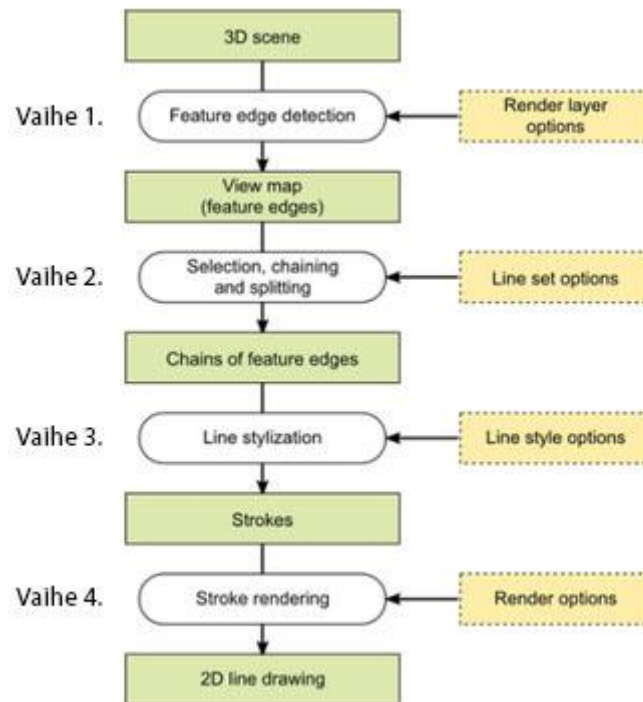 3D scene
Vaihe 1.
Feature edge detection
Render layer
options
View map
(feature edges)
Vaihe 2.
Selection, chaining
and splitting
Line set options
Chains of feature edges
Vaihe 3.
Line stylization
Line style options
Strokes
Vaihe 4.
Stroke rendering
Render options
2D line drawing